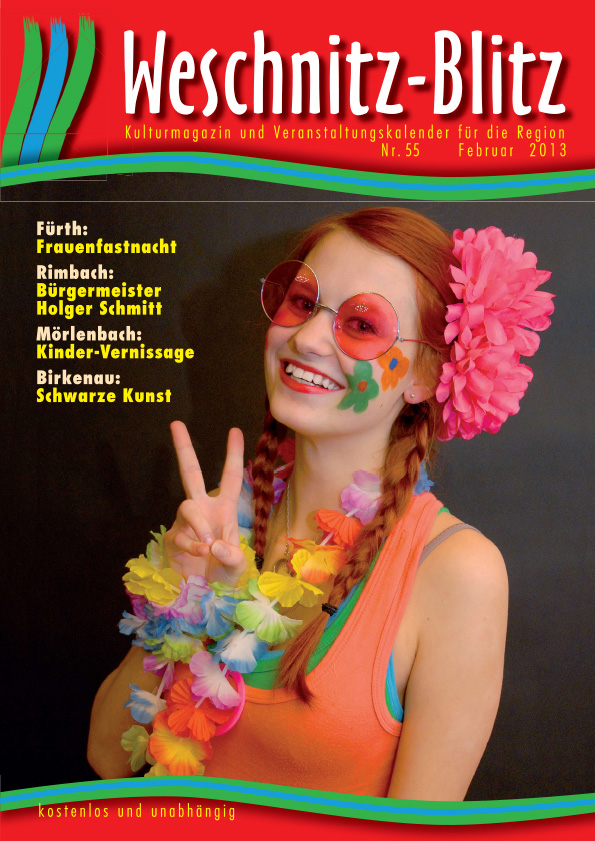 Weschnitz-Blitz
Kulturmagazin und Veranstaltungskalender für die Region
Nr. 55 Februar 2013
Fürth:
Frauenfastnacht
Rimbach:
Bürgermeister
Holger Schmitt
Mörlenbach:
Kinder-Vernissage
Birkenau:
Schwarze Kunst
kostenlos und unabhängig